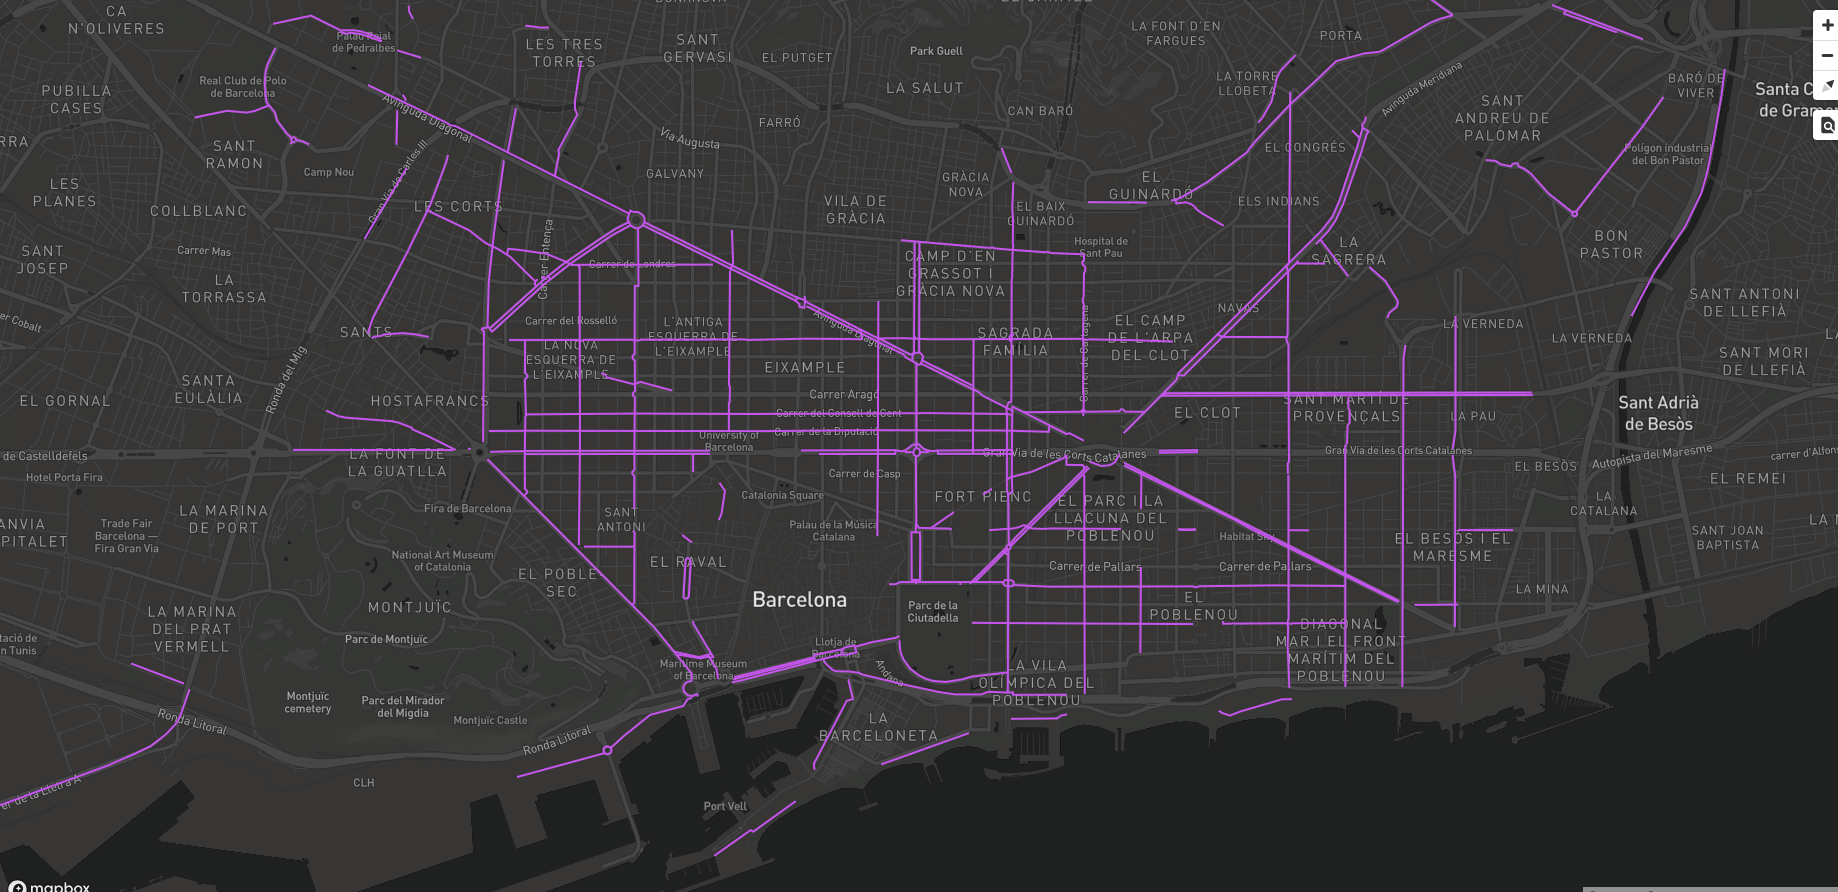 CA
N'OLIVERES
Palau Reial
de Pedralbes
LES TRES
TORRES
SANT
GERVASI
EL PUTGET
Park Guell
LA FONT D'EN
FARGUES
PORTA
PUBILLA
CASES
Real Club de Polo
de Barcelona
Avinguda Diagonal
LA SALUT
CAN BARÓ
LA TORRE
LLOBETA
Avinguda Meridiana
SANT
ANDREU DE
PALOMAR
BARÓ DE
VIVER
SANT
RAMON
Camp Nou
Gran Via de Carles III
Via Augusta
FARRÓ
GALVANY
GRÀCIA
NOVA
EL
GUINARDÓ
EL CONGRÉS
Polígon industrial
del Bon Pastor
LES
PLANES
COLLBLANC
LES CORTS
VILA DE
GRÀCIA
EL BAIX
GUINARDÓ
ELS INDIANS
SANT
JOSEP
Carrer Mas
Carrer Entença
Carrer de Londres
Hospital de
Sant Pau
LA
SAGRERA
BON
PASTOR
LA
TORRASSA
CAMP D'EN
GRASSOT I
GRÀCIA NOVA
SANT ANTONI
DE LLEFIÀ
SANTS
Carrer del Rosselló
L'ANTIGA
ESQUERRA DE
L'EIXAMPLE
Avinguda Diagonal
SAGRADA
FAMÍLIA
Carrer de Cartagena
EL CAMP
DE L'ARPA
DEL CLOT
NAVAS
LA VERNEDA
LA VERNEDA
LA NOVA
ESQUERRA DE
L'EIXAMPLE
EIXAMPLE
SANT MORI
DE LLEFIÀ
Ronda del Mig
SANTA
EULÀLIA
EL GORNAL
HOSTAFRANCS
Carrer Aragó
Carrer del Consell de Cent
Carrer de la Diputació
University of
Barcelona
EL CLOT
SANT MARTÍ DE
PROVENÇALS
LA PAU
Sant Adrià
de Besòs
de Castelldefels
LA FONT DE
LA GUATLLA
Gran Via de les Corts Catalanes
Gran Via de les Corts Catalanes
EL BESÒS
Autopista del Maresme
Hotel Porta Fira
Carrer de Casp
Catalonia Square
FORT PIENC
EL REMEI
LA MARINA
DE PORT
Fira de Barcelona
SANT
ANTONI
Palau de la Música
Catalana
EL PARC I LA
LLACUNA DEL
POBLENOU
Habitat Sky
EL BESÒS I EL
MARESME
LA
CATALANA
SANT JOAN
BAPTISTA
Trade Fair
Barcelona —
Fira Gran Via
National Art Museum
of Catalonia
EL RAVAL
Carrer de Pallars
Carrer de Pallars
EL POBLE
SEC
Barcelona
Parc de la
Ciutadella
EL
POBLENOU
LA MINA
LA MARINA
DEL PRAT
VERMELL
MONTJUÏC
Parc de Montjuïc
Llotja de
Barcelona
DIAGONAL
MAR I EL FRONT
MARÍTIM DEL
POBLENOU
Maritime Museum
of Barcelona
Andana
LA VILA
OLÍMPICA DEL
POBLENOU
Montjuïc
cemetery
Parc del Mirador
del Migdia
Montjuïc Castle
Ronda Litoral
Ronda Litoral
LA
BARCELONETA
CLH
er de la Lletra A
Port Vell
mapbox